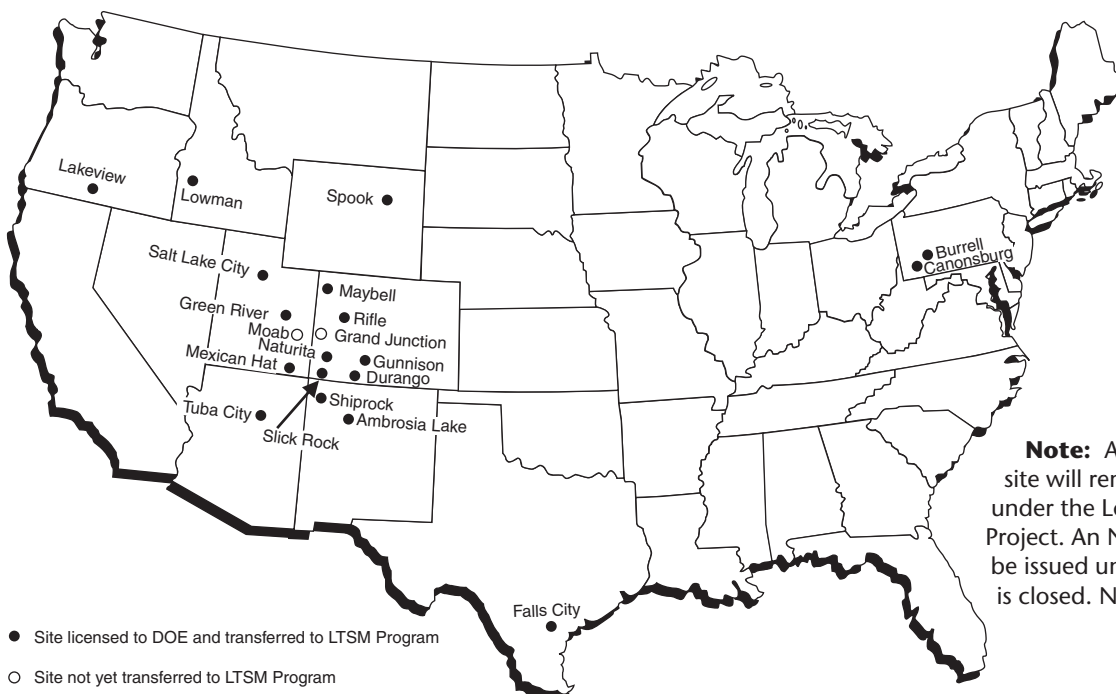 Lakeview
Lowman
Spook
Burrell
Canonsburg
Salt Lake City
Maybell
Green River
Rifle
Moab
Grand Junction
Naturita
Gunnison
Mexican Hat
Durango
Shiprock
Tuba City
Ambrosia Lake
Slick Rock
Falls City
Note: A
site will
under the
Project. An
be issued
is closed.
Site licensed to DOE and transferred to LTSM Program
Site not yet transferred to LTSM Program